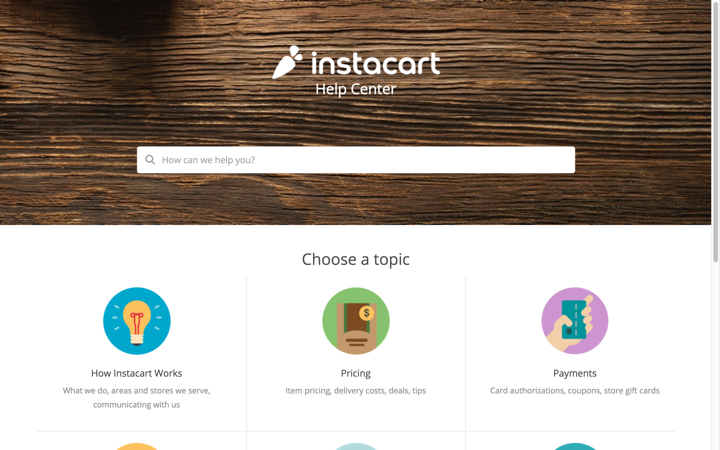 instacart
Help Center
How can we help you?
Choose a topic
$
How Instacart Works
What we do, areas and stores we serve,
communicating with us
Pricing
Item pricing, delivery costs, deals, tips
Payments
Card authorizations, coupons, store gift cards